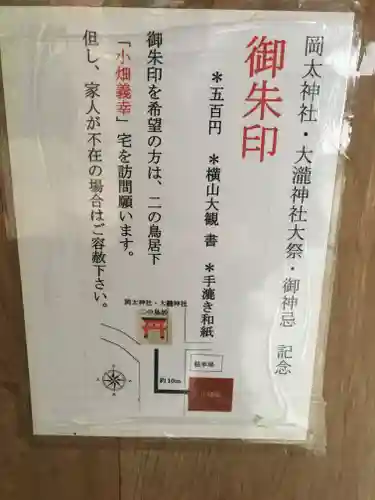 岡太神社・大瀧神社大祭・御神忌　記念
御朱印
＊五百円　＊横山大観 書　＊手漉き和紙
御朱印を希望の方は、二の鳥居下
「小畑義幸」宅を訪問願います。
但し、家人が不在の場合はご容赦下さい。
岡太神社・大瀧神社
二の鳥居
駐車場
約10m